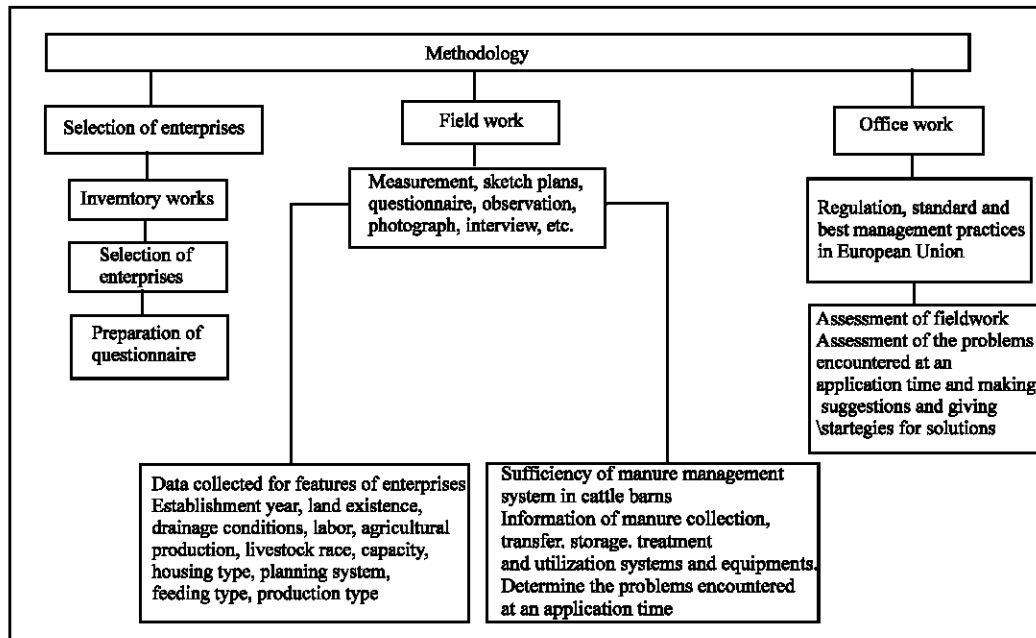 Methodology
Selection of enterprises
Inventory works
Selection of
enterprises
Preparation of
questionnaire
Field work
Measurement, sketch plans,
questionnaire, observation,
photograph, interview, etc.
Data collected for features of enterprises
Establishment year, land existence,
drainage conditions, labor, agricultural
production, livestock race, capacity,
housing type, planning system,
feeding type, production type
Sufficiency of manure management
system in cattle barns
Information of manure collection,
transfer. storage. treatment
and utilization systems and equipments.
Determine the problems encountered
at an application time
Office work
Regulation, standard and
best management practices
in European Union
Assessment of fieldwork
Assessment of the problems
encountered at an
application time and making
suggestions and giving
\startegies for solutions